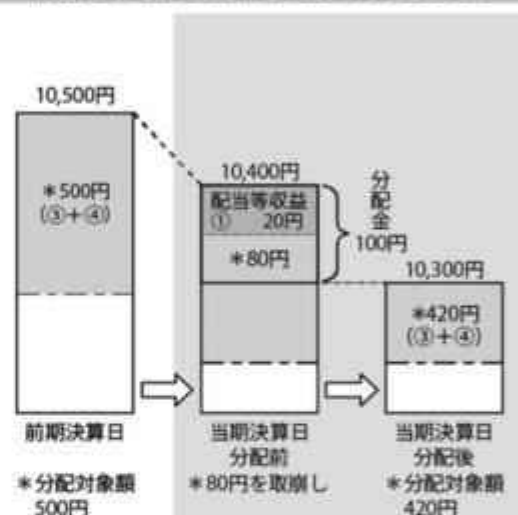 10,500円
*500円
(③+④)
前期決算日
*分配対象額
500円
10,400円
配当等収益
① 20円
*80円
分配金
100円
当期決算日
分配前
*80円を取崩し
10,300円
*420円
(③+④)
当期決算日
分配後
*分配対象額
420円